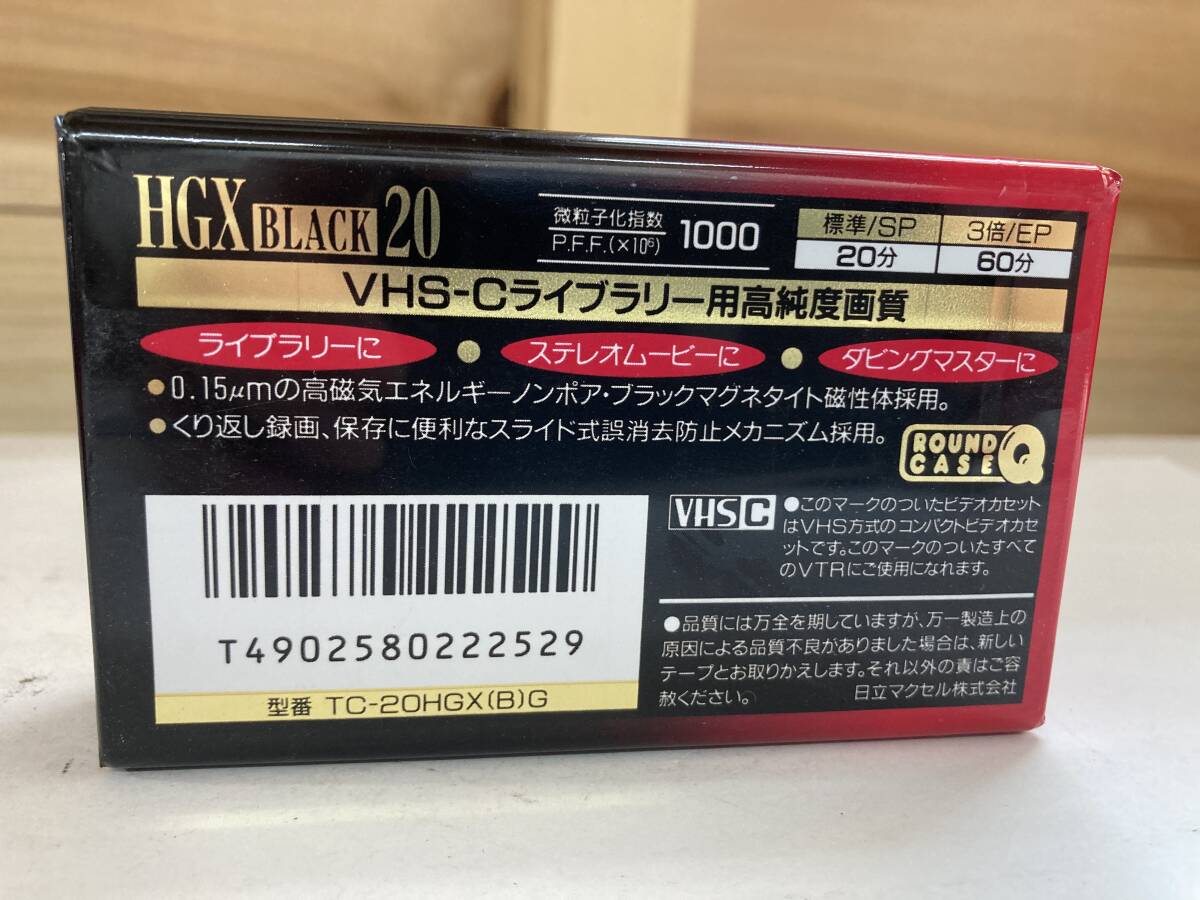 HGX BLACK 20
微粒子化指数
P.F.F.(×10⁶)
1000
標準/SP 3倍/EP
20分 60分
VHS-Cライブラリー用高純度画質
ライブラリーに ● ステレオムービーに ● ダビングマスターに
●0.15μmの高磁気エネルギーノンポア・ブラックマグネタイト磁性体採用。
●くり返し録画、保存に便利なスライド式誤消去防止メカニズム採用。
ROUND
CASE Q
VHS C
●このマークのついたビデオカセット
はVHS方式のコンパクトビデオカセ
ットです。このマークのついたすべて
のVTRにご使用になれます。
T4902580222529
型番 TC-20HGX(B)G
●品質には万全を期していますが、万一製造上の
原因による品質不良がありました場合は、新しい
テープとお取りかえします。それ以外の責はご容
赦ください。 日立マクセル株式会社